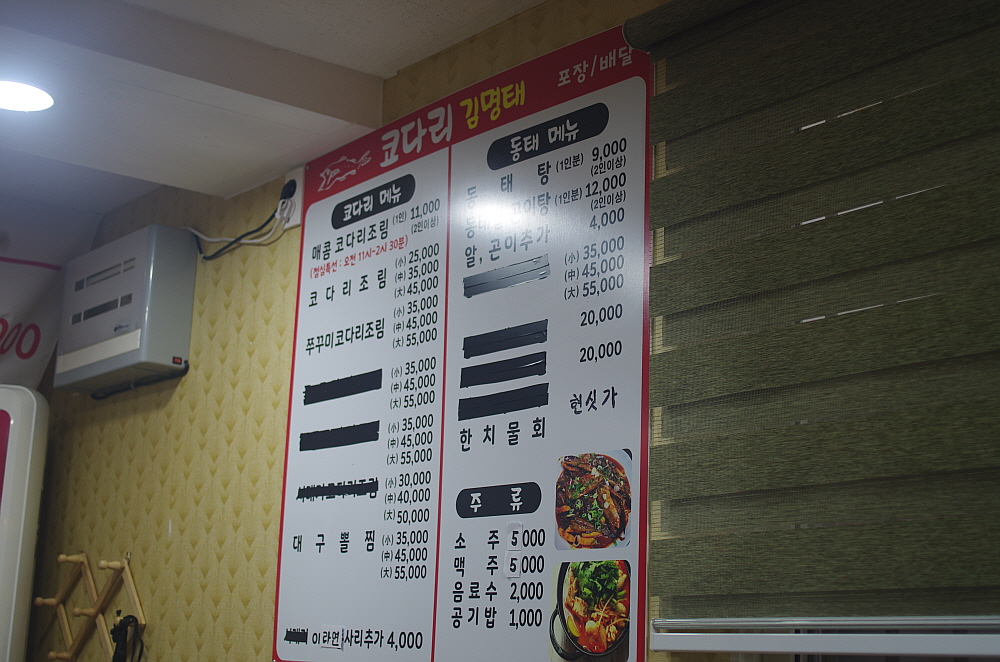 코다리 김명태 포장/배달
코다리 메뉴
매콤 코다리조림 (1인) 11,000
(2인이상)
(점심특선 : 오전 11시~2시 30분)
코 다 리 조 림 (小) 25,000
(中) 35,000
(大) 45,000
쭈꾸미코다리조림 (小) 35,000
(中) 45,000
(大) 55,000
(小) 35,000
(中) 45,000
(大) 55,000
(小) 35,000
(中) 45,000
(大) 55,000
(小) 30,000
(中) 40,000
(大) 50,000
대 구 뽈 찜 (小) 35,000
(中) 45,000
(大) 55,000
라면사리추가 4,000
동태 메뉴
동 태 탕 (1인분) 9,000
(2인이상)
(1인분) 12,000
(2인이상)
알, 곤이추가 4,000
(小) 35,000
(中) 45,000
(大) 55,000
20,000
20,000
한 치 물 회 현싯가
주 류
소 주 5000
맥 주 5000
음료수 2,000
공기밥 1,000